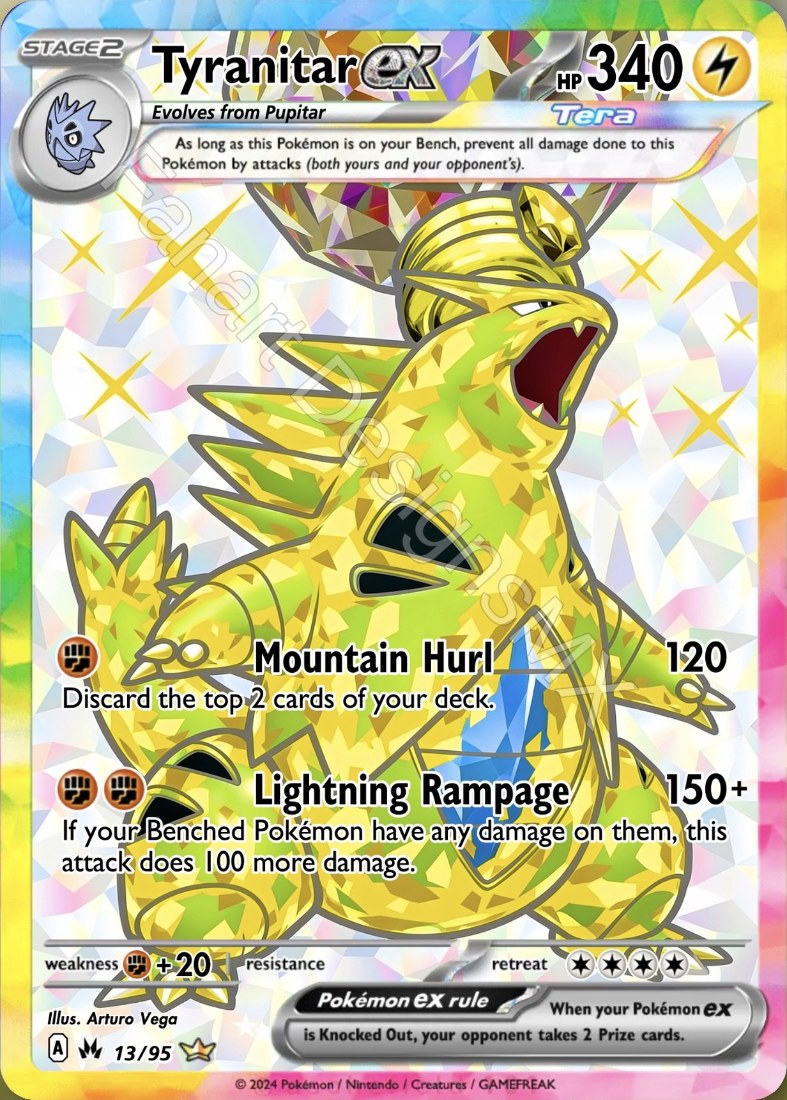 STAGE2
Tyranitar ex
HP 340
Evolves from Pupitar
Tera
As long as this Pokémon is on your Bench, prevent all damage done to this
Pokémon by attacks (both yours and your opponent's).
Fanart DesignsMX
Mountain Hurl 120
Discard the top 2 cards of your deck.
Lightning Rampage 150+
If your Benched Pokémon have any damage on them, this
attack does 100 more damage.
weakness +20 resistance retreat
Illus. Arturo Vega
Pokémon ex rule
When your Pokémon ex
is Knocked Out, your opponent takes 2 Prize cards.
A 13/95
© 2024 Pokémon / Nintendo / Creatures / GAMEFREAK